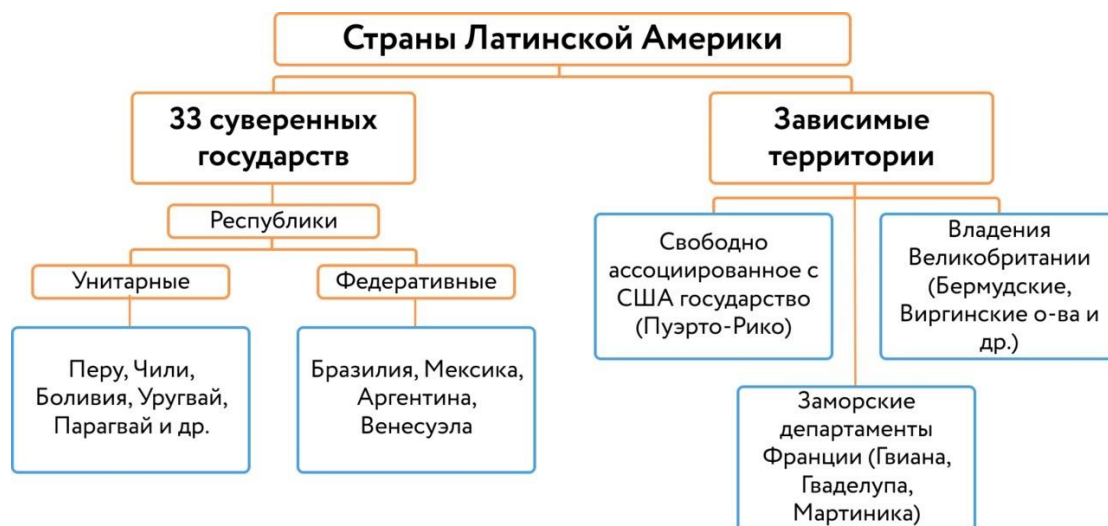 Страны Латинской Америки
33 суверенных
государств
Зависимые
территории
Республики
Унитарные
Федеративные
Перу, Чили,
Боливия, Уругвай,
Парагвай и др.
Бразилия, Мексика,
Аргентина,
Венесуэла
Свободно
ассоциированное с
США государство
(Пуэрто-Рико)
Владения
Великобритании
(Бермудские,
Виргинские о-ва и
др.)
Заморские
департаменты
Франции (Гвиана,
Гваделупа,
Мартиника)